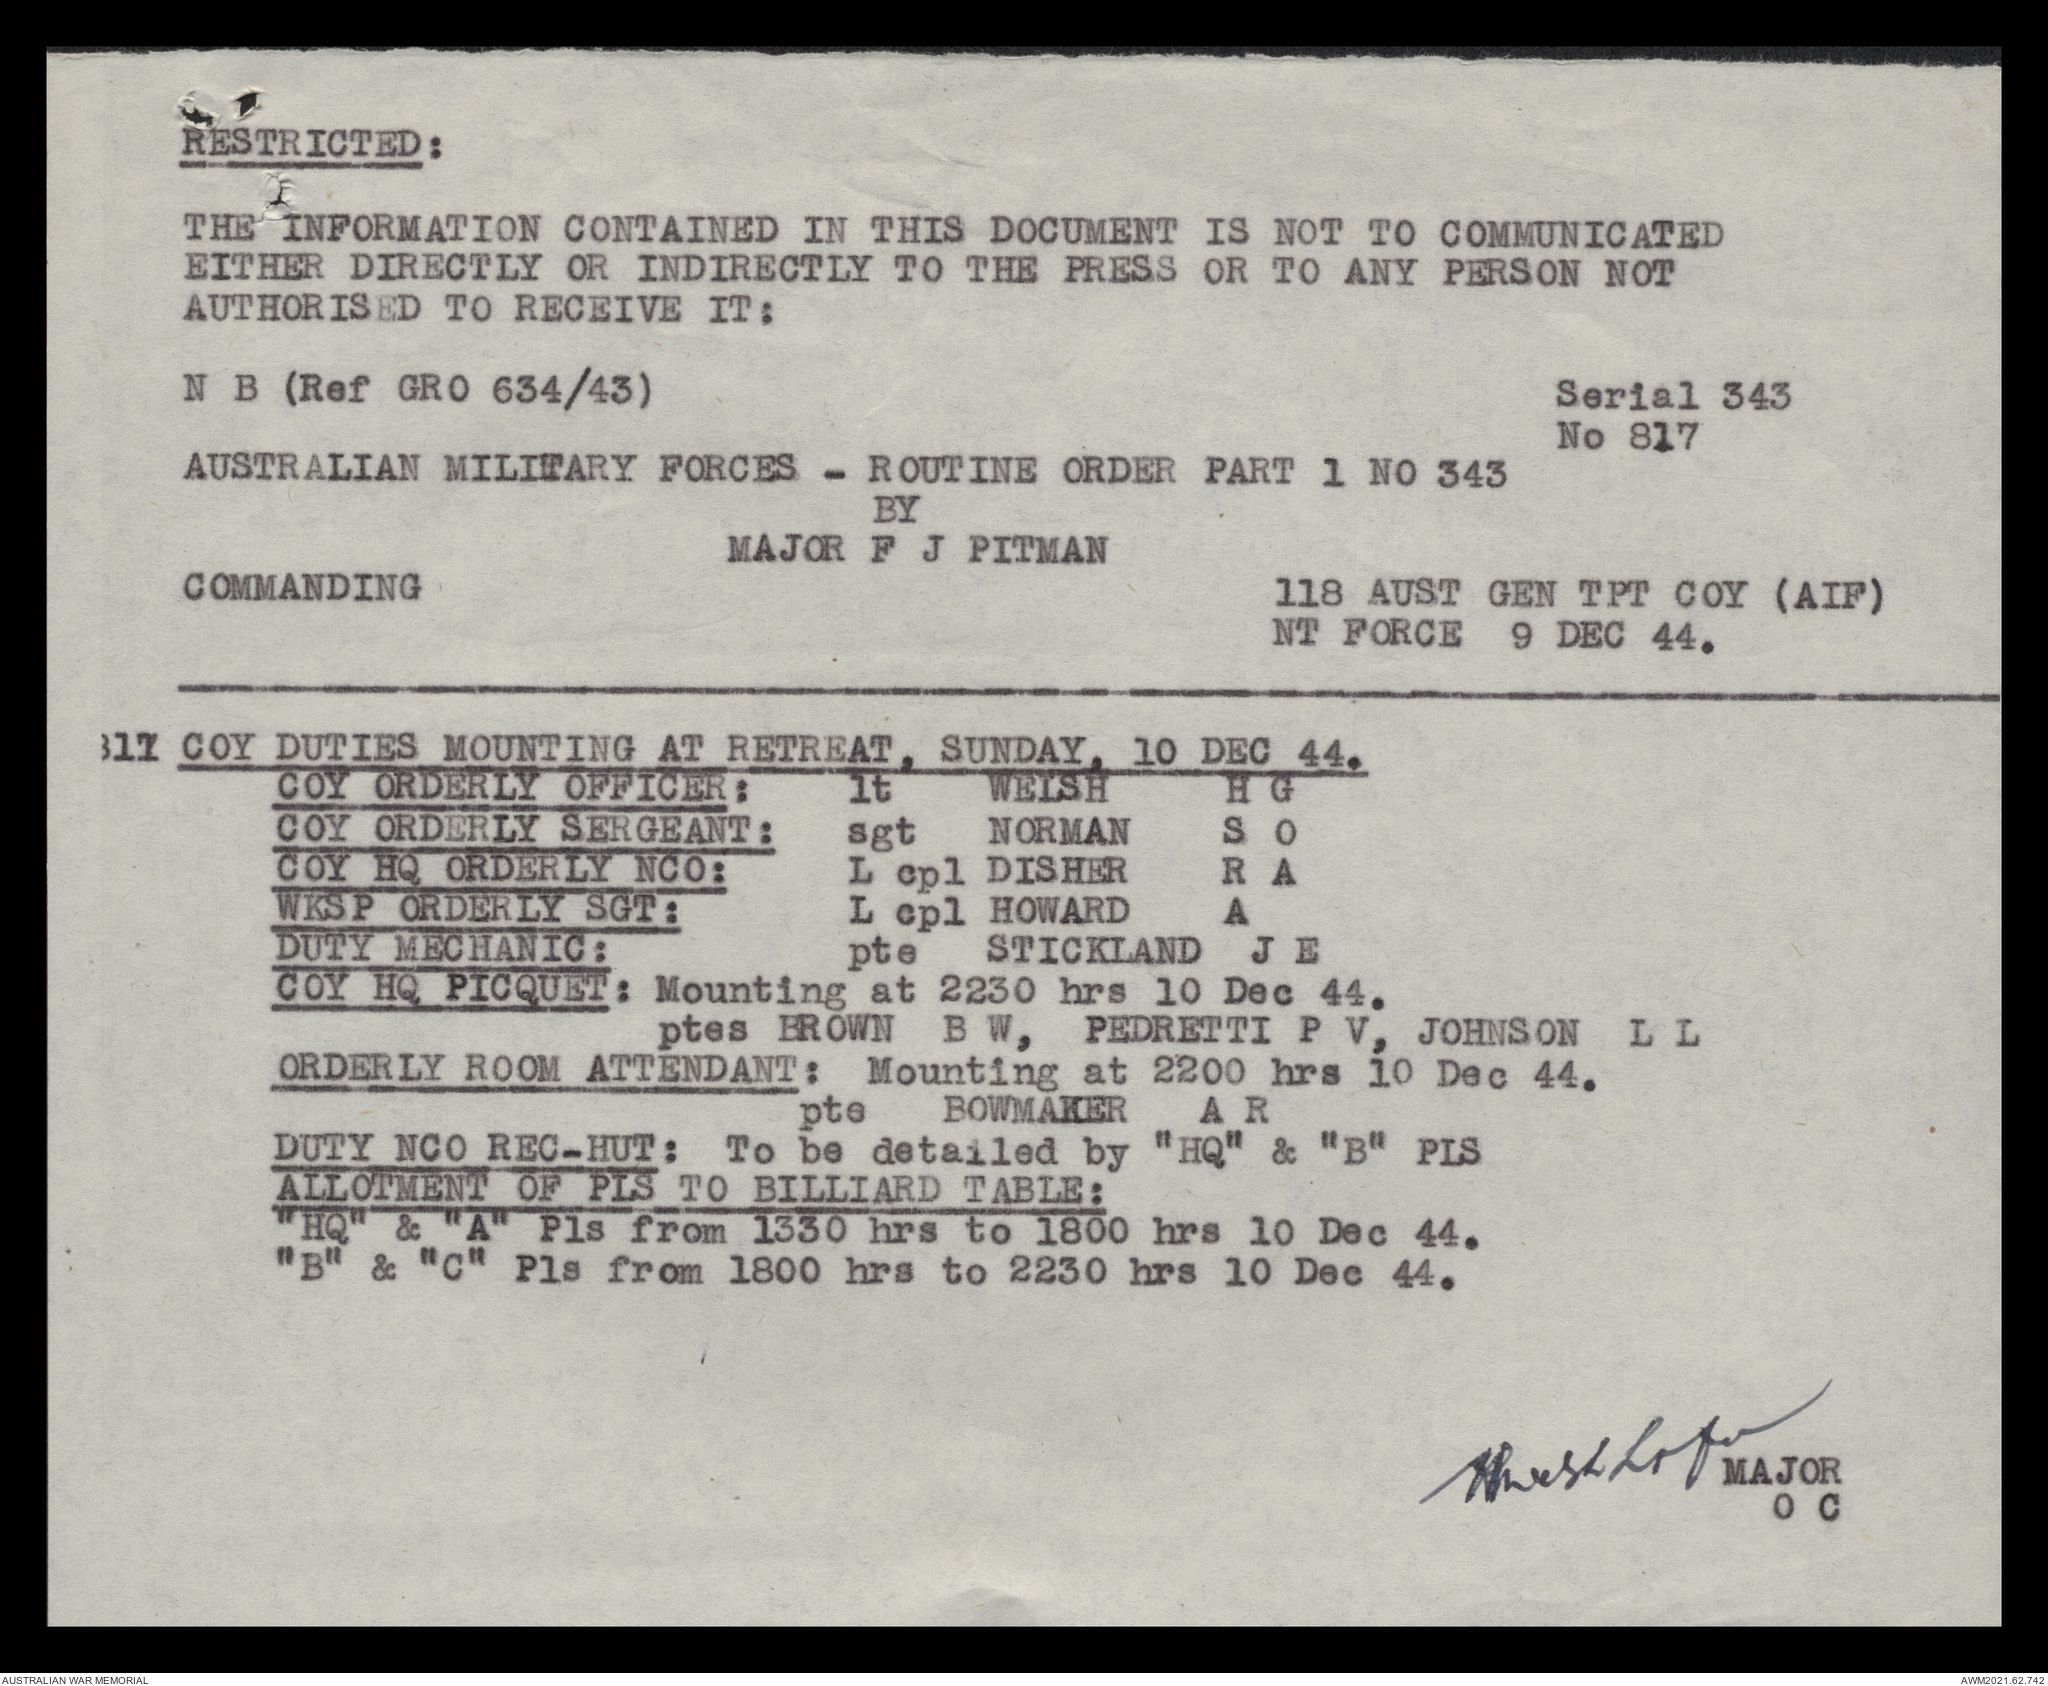 RESTRICTED:
THE INFORMATION CONTAINED IN THIS DOCUMENT IS NOT TO COMMUNICATED
EITHER DIRECTLY OR INDIRECTLY TO THE PRESS OR TO ANY PERSON NOT
AUTHORISED TO RECEIVE IT:
N B (Ref GRO 634/43)
Serial 343
No 817
AUSTRALIAN MILITARY FORCES - ROUTINE ORDER PART 1 NO 343
BY
MAJOR F J PITMAN
COMMANDING
118 AUST GEN TPT COY (AIF)
NT FORCE 9 DEC 44.
817 COY DUTIES MOUNTING AT RETREAT, SUNDAY, 10 DEC 44.
COY ORDERLY OFFICER: lt WELSH H G
COY ORDERLY SERGEANT: sgt NORMAN S O
COY HQ ORDERLY NCO: L cpl DISHER R A
WKSP ORDERLY SGT: L cpl HOWARD A
DUTY MECHANIC: pte STICKLAND J E
COY HQ PICQUET: Mounting at 2230 hrs 10 Dec 44.
ptes BROWN B W, PEDRETTI P V, JOHNSON L L
ORDERLY ROOM ATTENDANT: Mounting at 2200 hrs 10 Dec 44.
pte BOWMAKER A R
DUTY NCO REC-HUT: To be detailed by "HQ" & "B" PLS
ALLOTMENT OF PLS TO BILLIARD TABLE:
"HQ" & "A" Pls from 1330 hrs to 1800 hrs 10 Dec 44.
"B" & "C" Pls from 1800 hrs to 2230 hrs 10 Dec 44.
MAJOR
O C
AUSTRALIAN WAR MEMORIAL
AWM2021.62.742